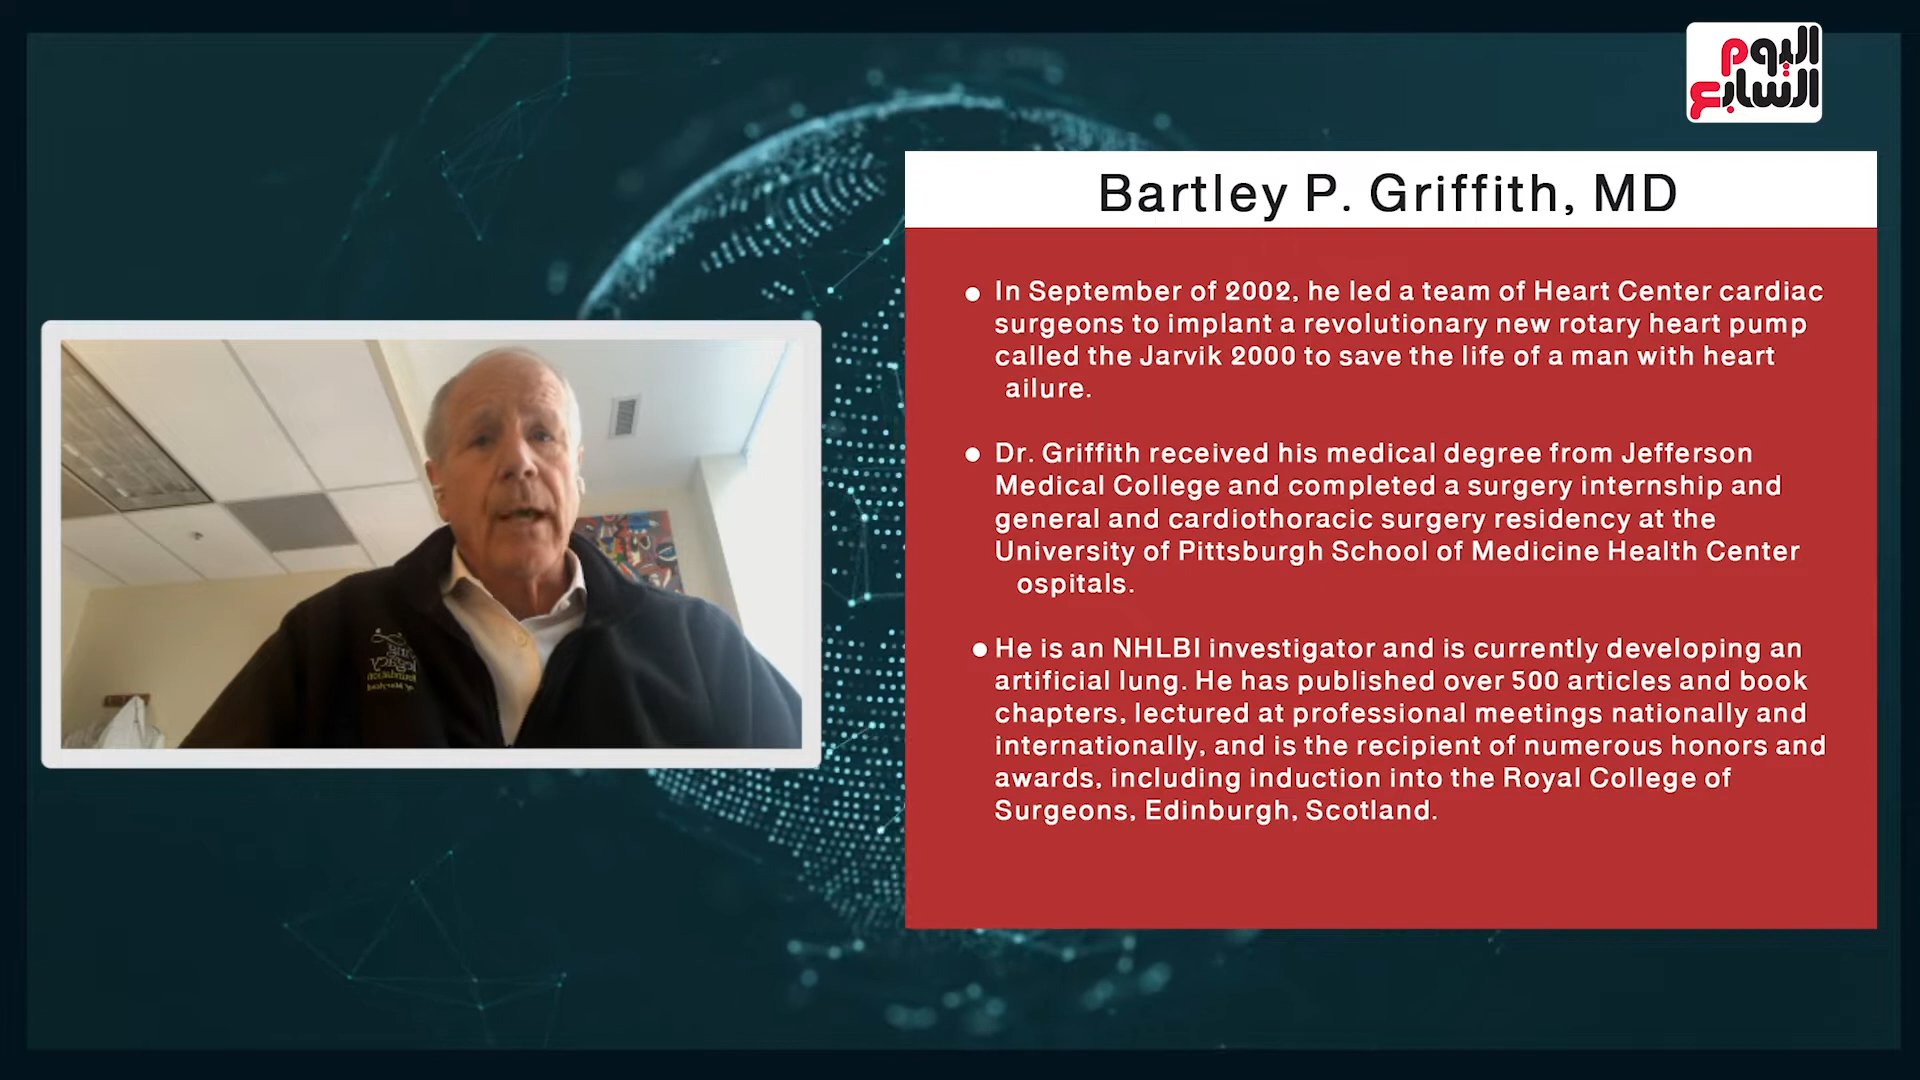 اليوم
السابع
Bartley P. Griffith, MD
• In September of 2002, he led a team of Heart Center cardiac
surgeons to implant a revolutionary new rotary heart pump
called the Jarvik 2000 to save the life of a man with heart
ailure.
• Dr. Griffith received his medical degree from Jefferson
Medical College and completed a surgery internship and
general and cardiothoracic surgery residency at the
University of Pittsburgh School of Medicine Health Center
ospitals.
• He is an NHLBI investigator and is currently developing an
artificial lung. He has published over 500 articles and book
chapters, lectured at professional meetings nationally and
internationally, and is the recipient of numerous honors and
awards, including induction into the Royal College of
Surgeons, Edinburgh, Scotland.
legacy